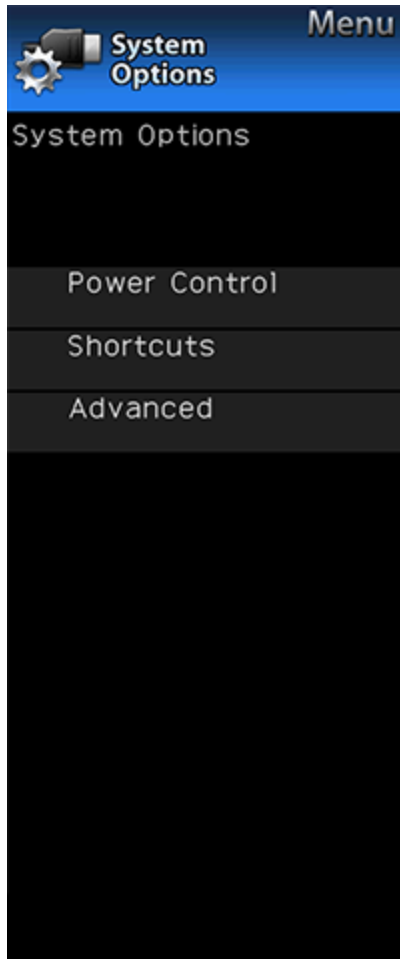 Menu
System
Options
System Options
Power Control
Shortcuts
Advanced